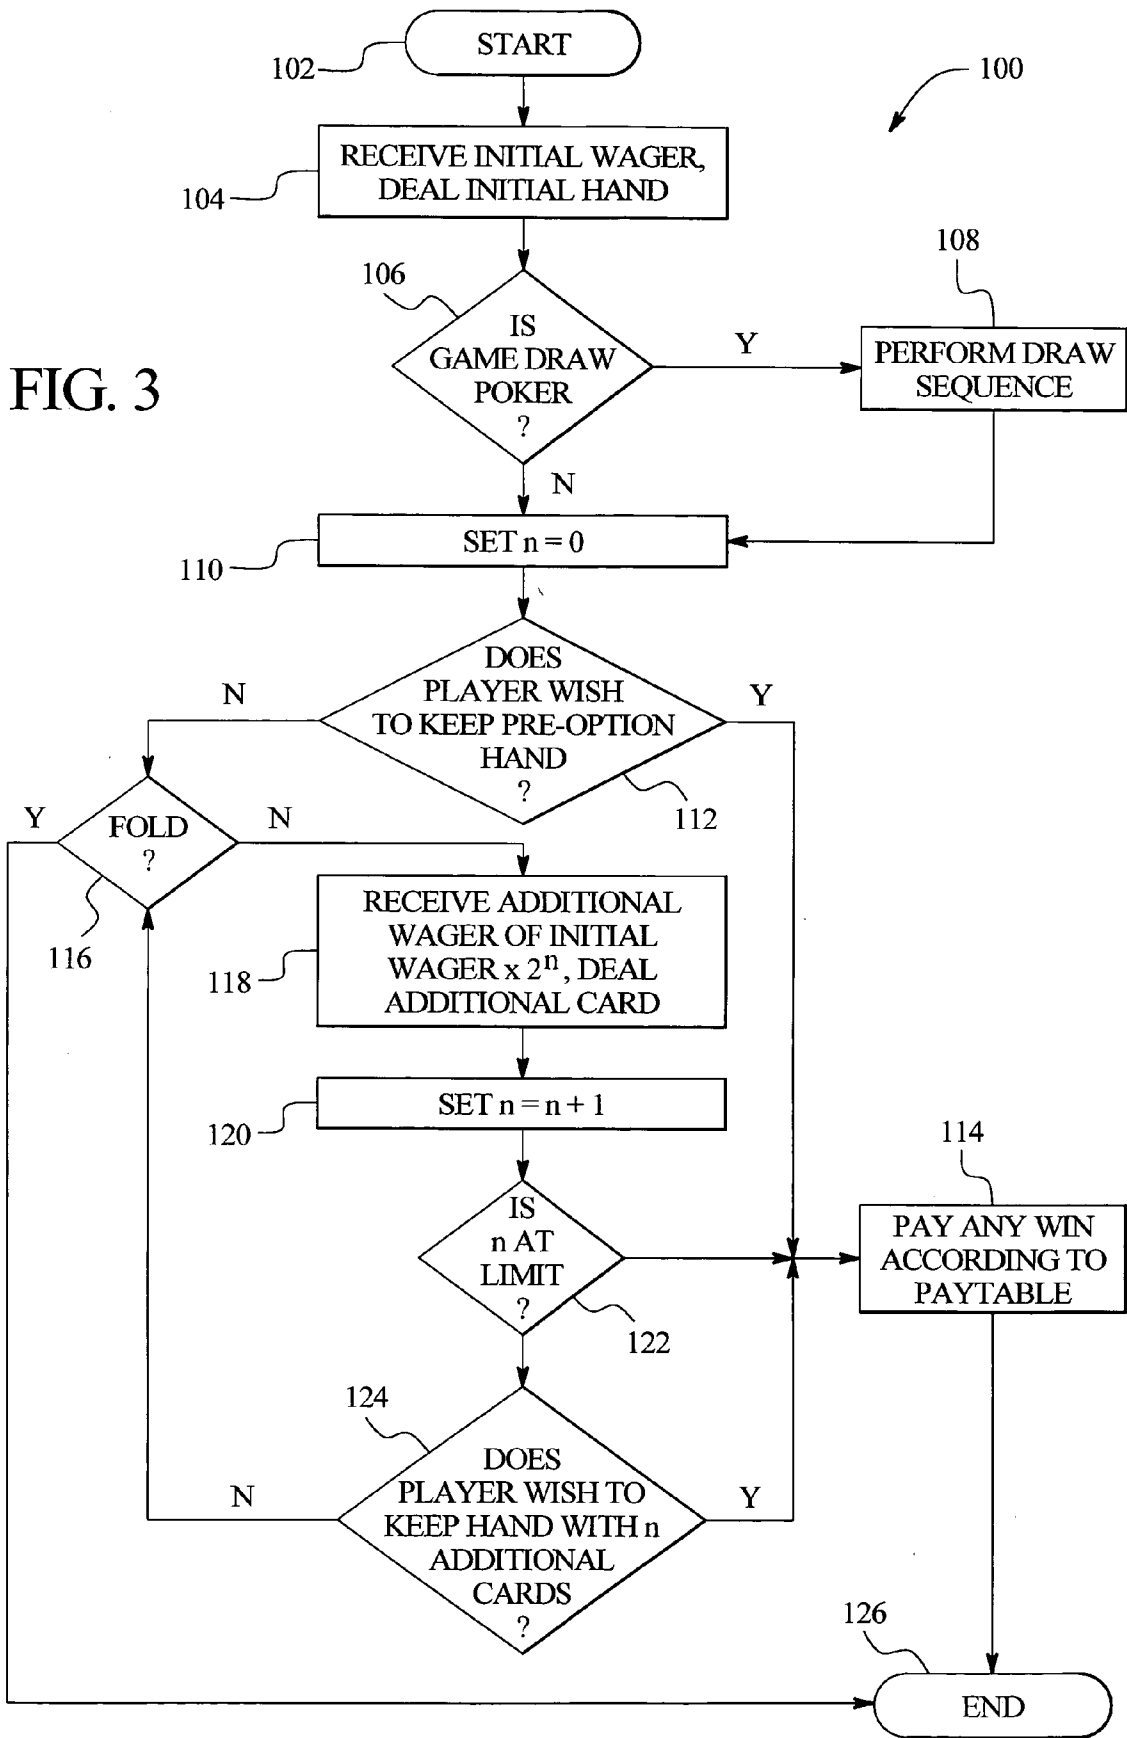 START
102
100
RECEIVE INITIAL WAGER,
DEAL INITIAL HAND
104
108
106
IS
GAME DRAW
POKER
?
Y
PERFORM DRAW
SEQUENCE
FIG. 3
N
SET n = 0
110
DOES
PLAYER WISH
TO KEEP PRE-OPTION
HAND
?
N
Y
112
FOLD
?
Y
N
116
RECEIVE ADDITIONAL
WAGER OF INITIAL
WAGER x 2ⁿ, DEAL
ADDITIONAL CARD
118
SET n = n + 1
120
114
IS
n AT
LIMIT
?
PAY ANY WIN
ACCORDING TO
PAYTABLE
122
124
DOES
PLAYER WISH TO
KEEP HAND WITH n
ADDITIONAL
CARDS
?
N
Y
126
END